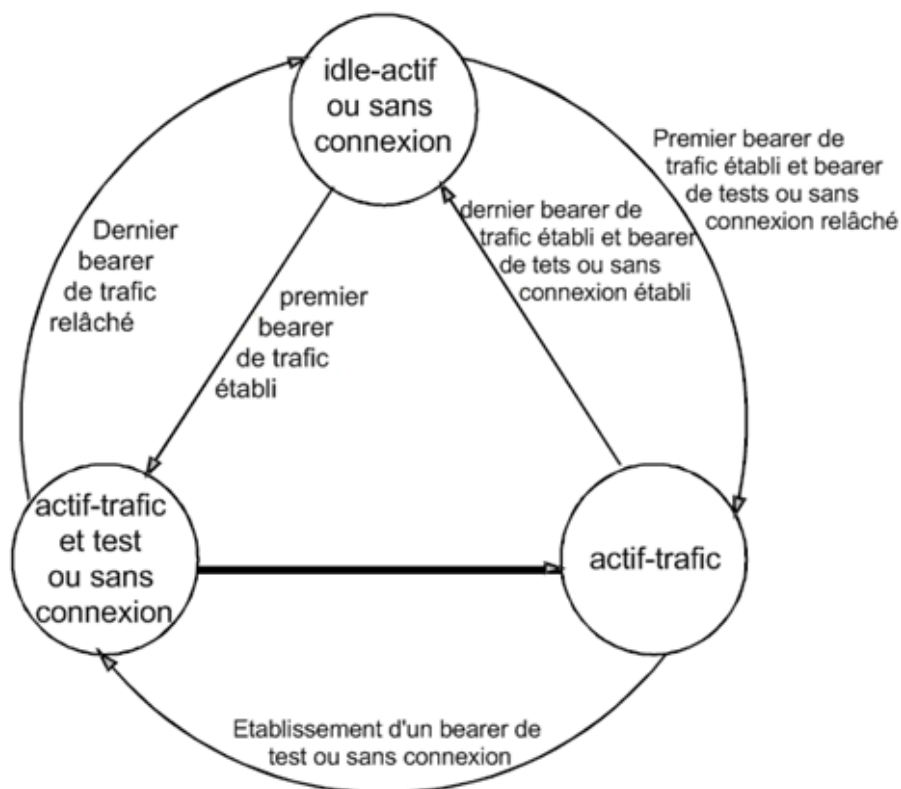 idle-actif
ou sans
connexion
Premier bearer de
trafic établi et bearer
de tests ou sans
connexion relâché
dernier bearer de
trafic établi et bearer
de tets ou sans
connexion établi
Dernier
bearer
de trafic
relâché
premier
bearer
de trafic
établi
actif-trafic
et test
ou sans
connexion
actif-trafic
Etablissement d'un bearer de
test ou sans connexion